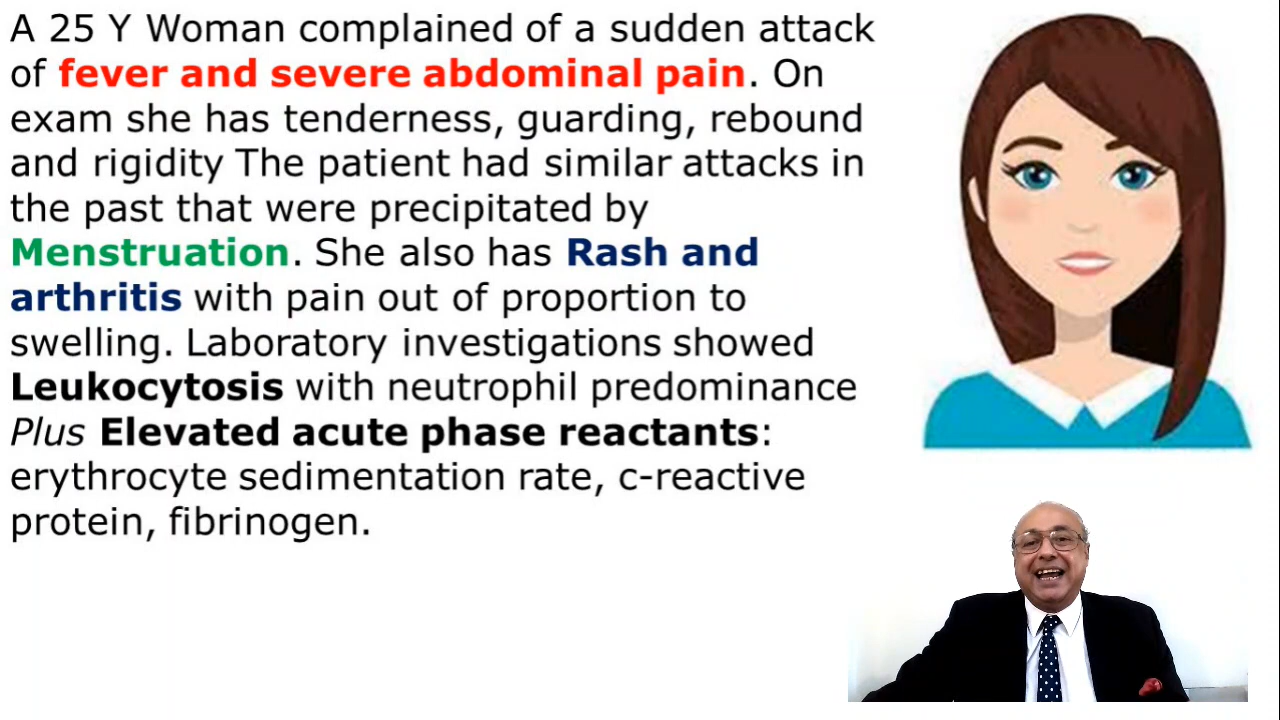 A 25 Y Woman complained of a sudden attack
of fever and severe abdominal pain. On
exam she has tenderness, guarding, rebound
and rigidity The patient had similar attacks in
the past that were precipitated by
Menstruation. She also has Rash and
arthritis with pain out of proportion to
swelling. Laboratory investigations showed
Leukocytosis with neutrophil predominance
Plus Elevated acute phase reactants:
erythrocyte sedimentation rate, c-reactive
protein, fibrinogen.